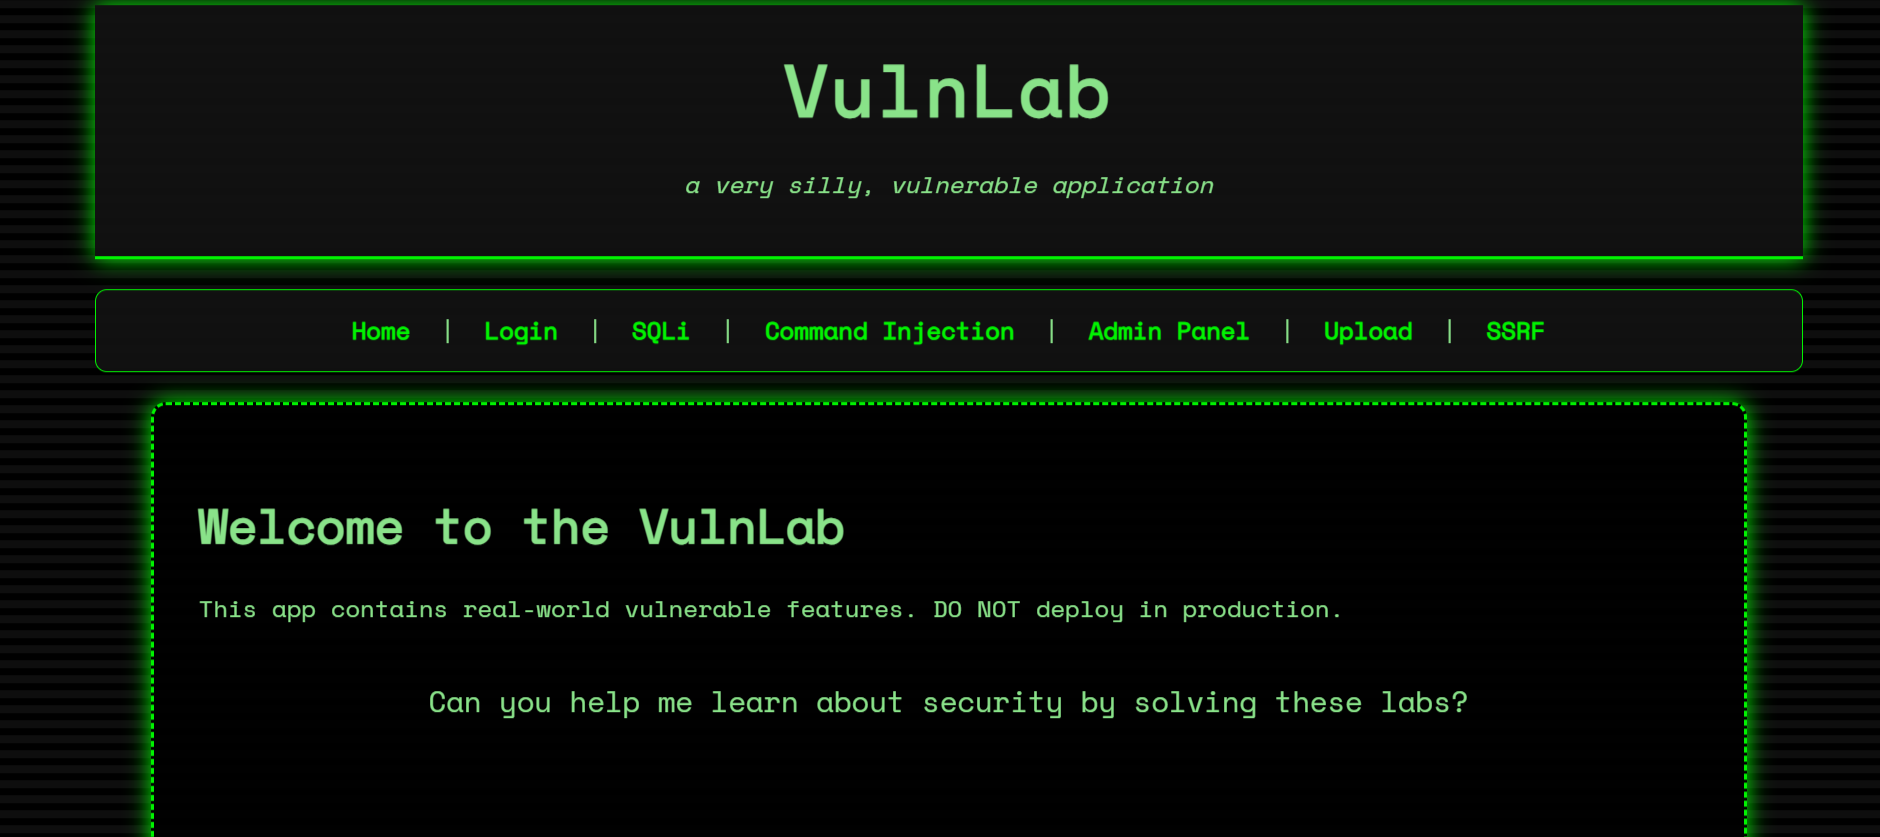 VulnLab
a very silly, vulnerable application
Home | Login | SQLi | Command Injection | Admin Panel | Upload | SSRF
Welcome to the VulnLab
This app contains real-world vulnerable features. DO NOT deploy in production.
Can you help me learn about security by solving these labs?